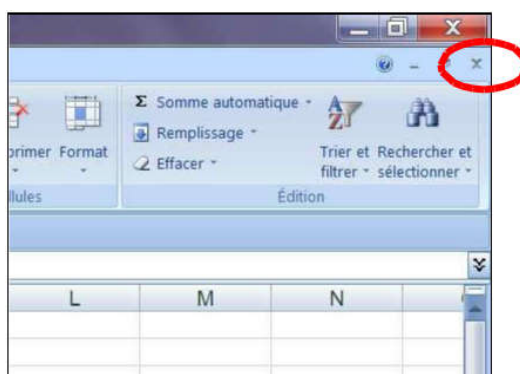 Σ Somme automatique
Remplissage
Effacer
primer Format
Trier et filtrer
Rechercher et sélectionner
llules
Édition
L M N